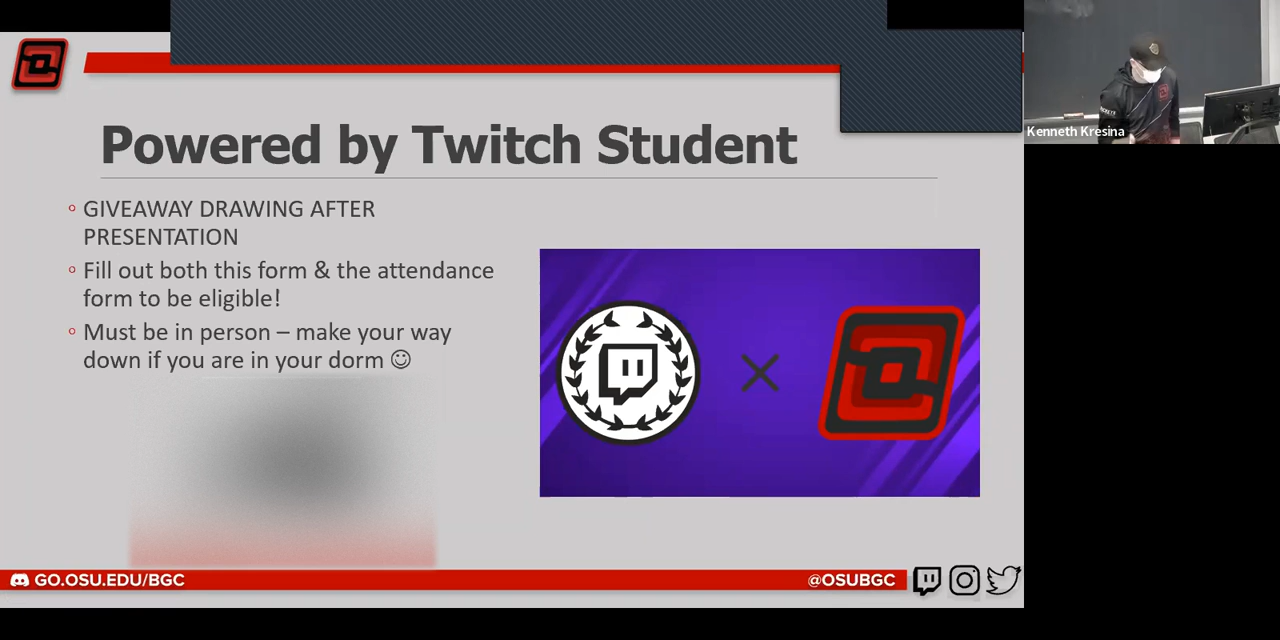 Powered by Twitch Student
GIVEAWAY DRAWING AFTER
PRESENTATION
Fill out both this form & the attendance
form to be eligible!
Must be in person – make your way
down if you are in your dorm ☺
GO.OSU.EDU/BGC
@OSUBGC
Kenneth Kresina